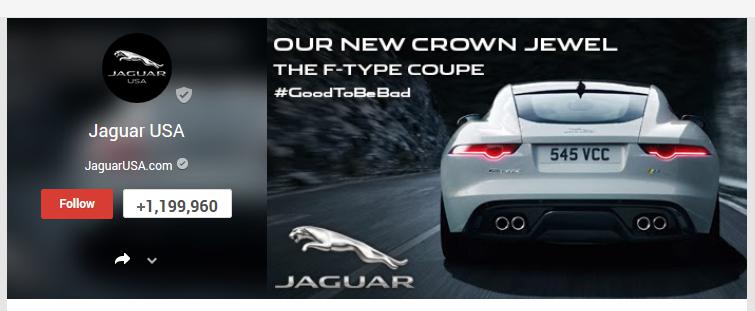 JAGUAR
USA
Jaguar USA
JaguarUSA.com
Follow
+1,199,960
OUR NEW CROWN JEWEL
THE F-TYPE COUPE
#GoodToBeBad
545 VCC
JAGUAR